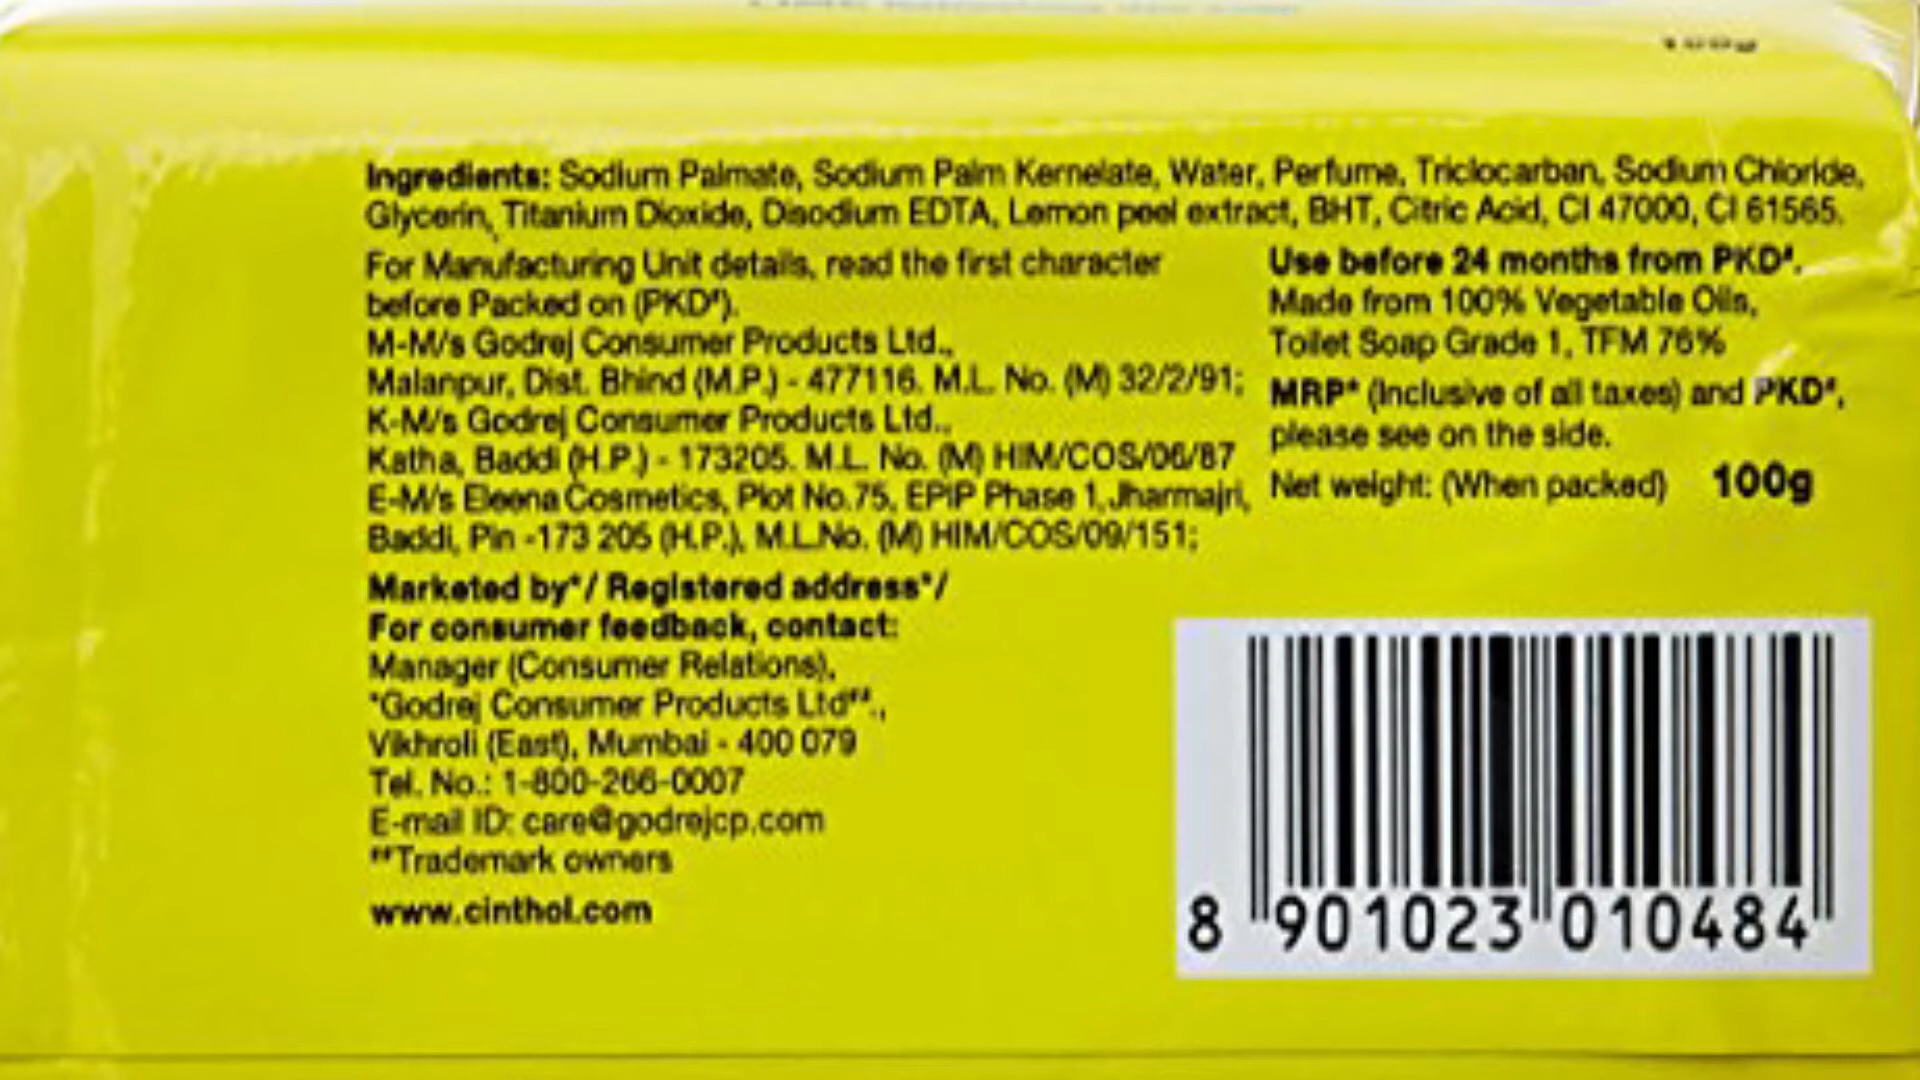 100g
Ingredients: Sodium Palmate, Sodium Palm Kernelate, Water, Perfume, Triclocarban, Sodium Chloride,
Glycerin, Titanium Dioxide, Disodium EDTA, Lemon peel extract, BHT, Citric Acid, CI 47000, CI 61565.
For Manufacturing Unit details, read the first character
before Packed on (PKD#).
M-M/s Godrej Consumer Products Ltd.,
Malanpur, Dist. Bhind (M.P.) - 477116. M.L. No. (M) 32/2/91;
K-M/s Godrej Consumer Products Ltd.,
Katha, Baddi (H.P.) - 173205. M.L. No. (M) HIM/COS/06/87
E-M/s Eleena Cosmetics, Plot No.75, EPIP Phase 1, Jharmajri,
Baddi, Pin -173 205 (H.P.), M.L.No. (M) HIM/COS/09/151;
Marketed by*/ Registered address*/
For consumer feedback, contact:
Manager (Consumer Relations),
*Godrej Consumer Products Ltd##.,
Vikhroli (East), Mumbai - 400 079
Tel. No.: 1-800-266-0007
E-mail ID: care@godrejcp.com
##Trademark owners
www.cinthol.com
Use before 24 months from PKD#.
Made from 100% Vegetable Oils,
Toilet Soap Grade 1, TFM 76%
MRP* (Inclusive of all taxes) and PKD#,
please see on the side.
Net weight: (When packed) 100g
8 901023 010484